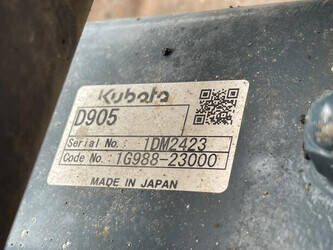 Kubota
D905
Serial No.: 1DM2423
Code No.: 1G988-23000
MADE IN JAPAN